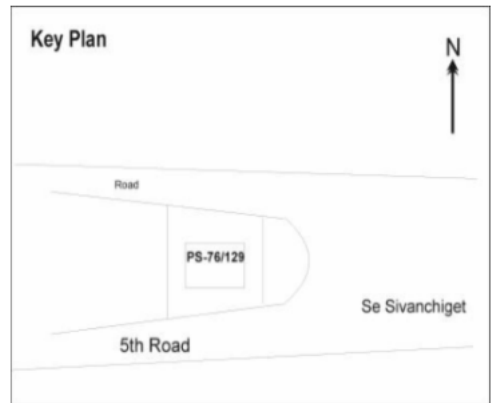 Key Plan
N
Road
PS-76/129
Se Sivanchiget
5th Road